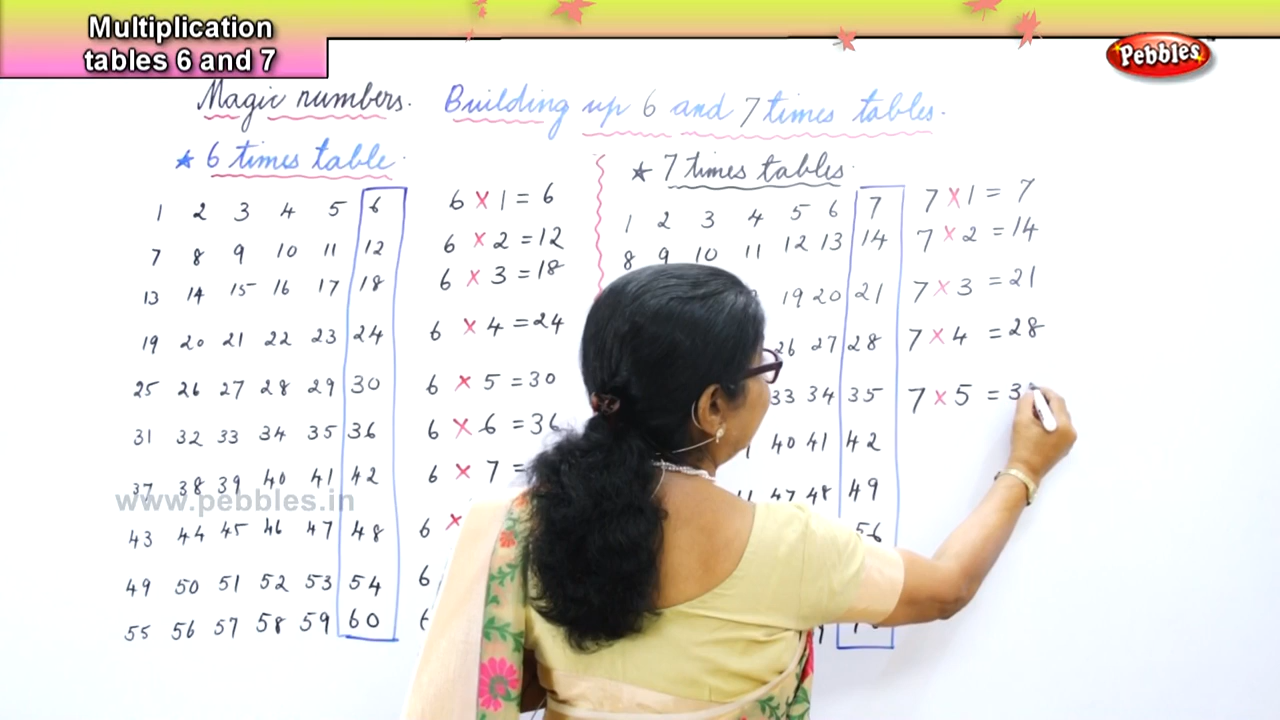 Multiplication
tables 6 and 7
Pebbles
Magic numbers. Building up 6 and 7 times tables.
★ 6 times table
1 2 3 4 5 6
7 8 9 10 11 12
13 14 15 16 17 18
19 20 21 22 23 24
25 26 27 28 29 30
31 32 33 34 35 36
37 38 39 40 41 42
43 44 45 46 47 48
49 50 51 52 53 54
55 56 57 58 59 60
6 × 1 = 6
6 × 2 = 12
6 × 3 = 18
6 × 4 = 24
6 × 5 = 30
6 × 6 = 36
6 × 7 =
6 ×
6
6
★ 7 times tables.
1 2 3 4 5 6 7
8 9 10 11 12 13 14
19 20 21
26 27 28
33 34 35
40 41 42
47 48 49
56
7 × 1 = 7
7 × 2 = 14
7 × 3 = 21
7 × 4 = 28
7 × 5 = 3
www.pebbles.in